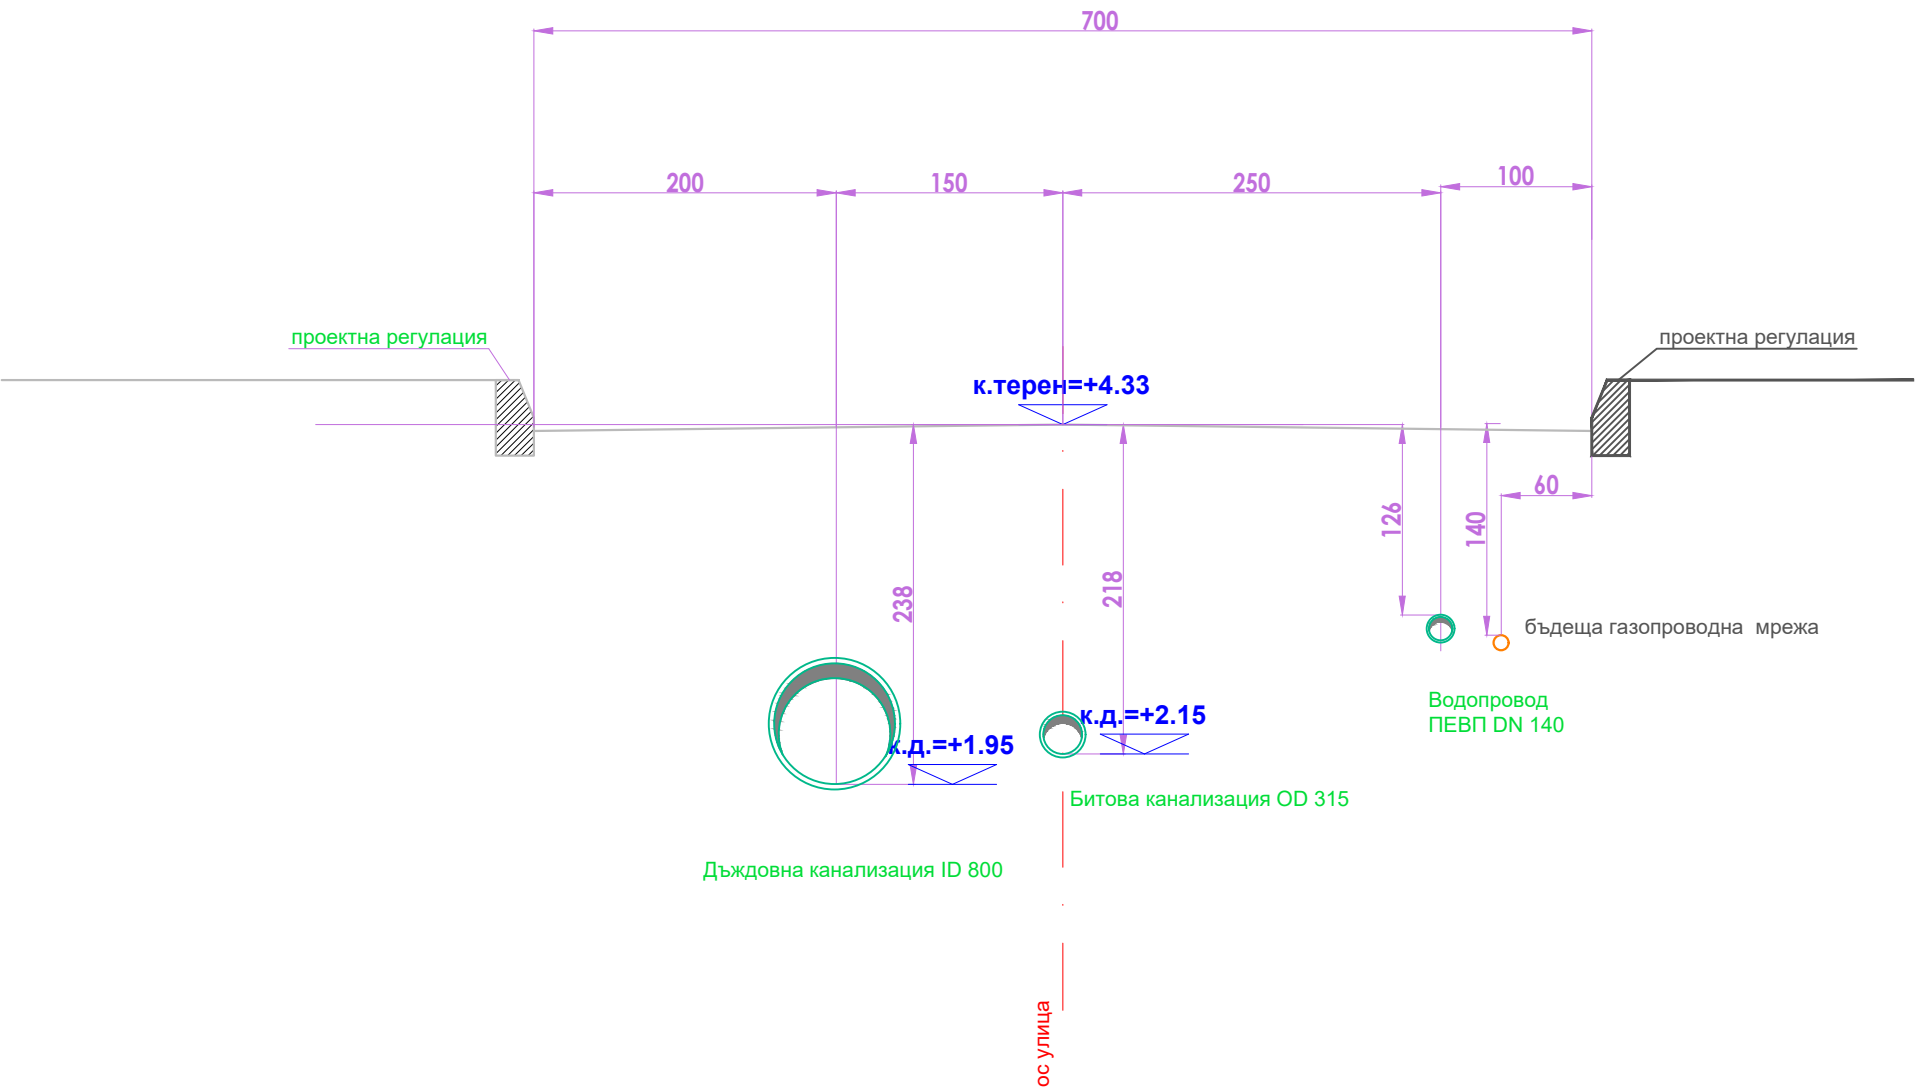 700
200
150
250
100
проектна регулация
проектна регулация
к.терен=+4.33
60
126
140
238
218
бъдеща газопроводна мрежа
Водопровод
ПЕВП DN 140
к.д.=+2.15
к.д.=+1.95
Битова канализация OD 315
Дъждовна канализация ID 800
ос улица